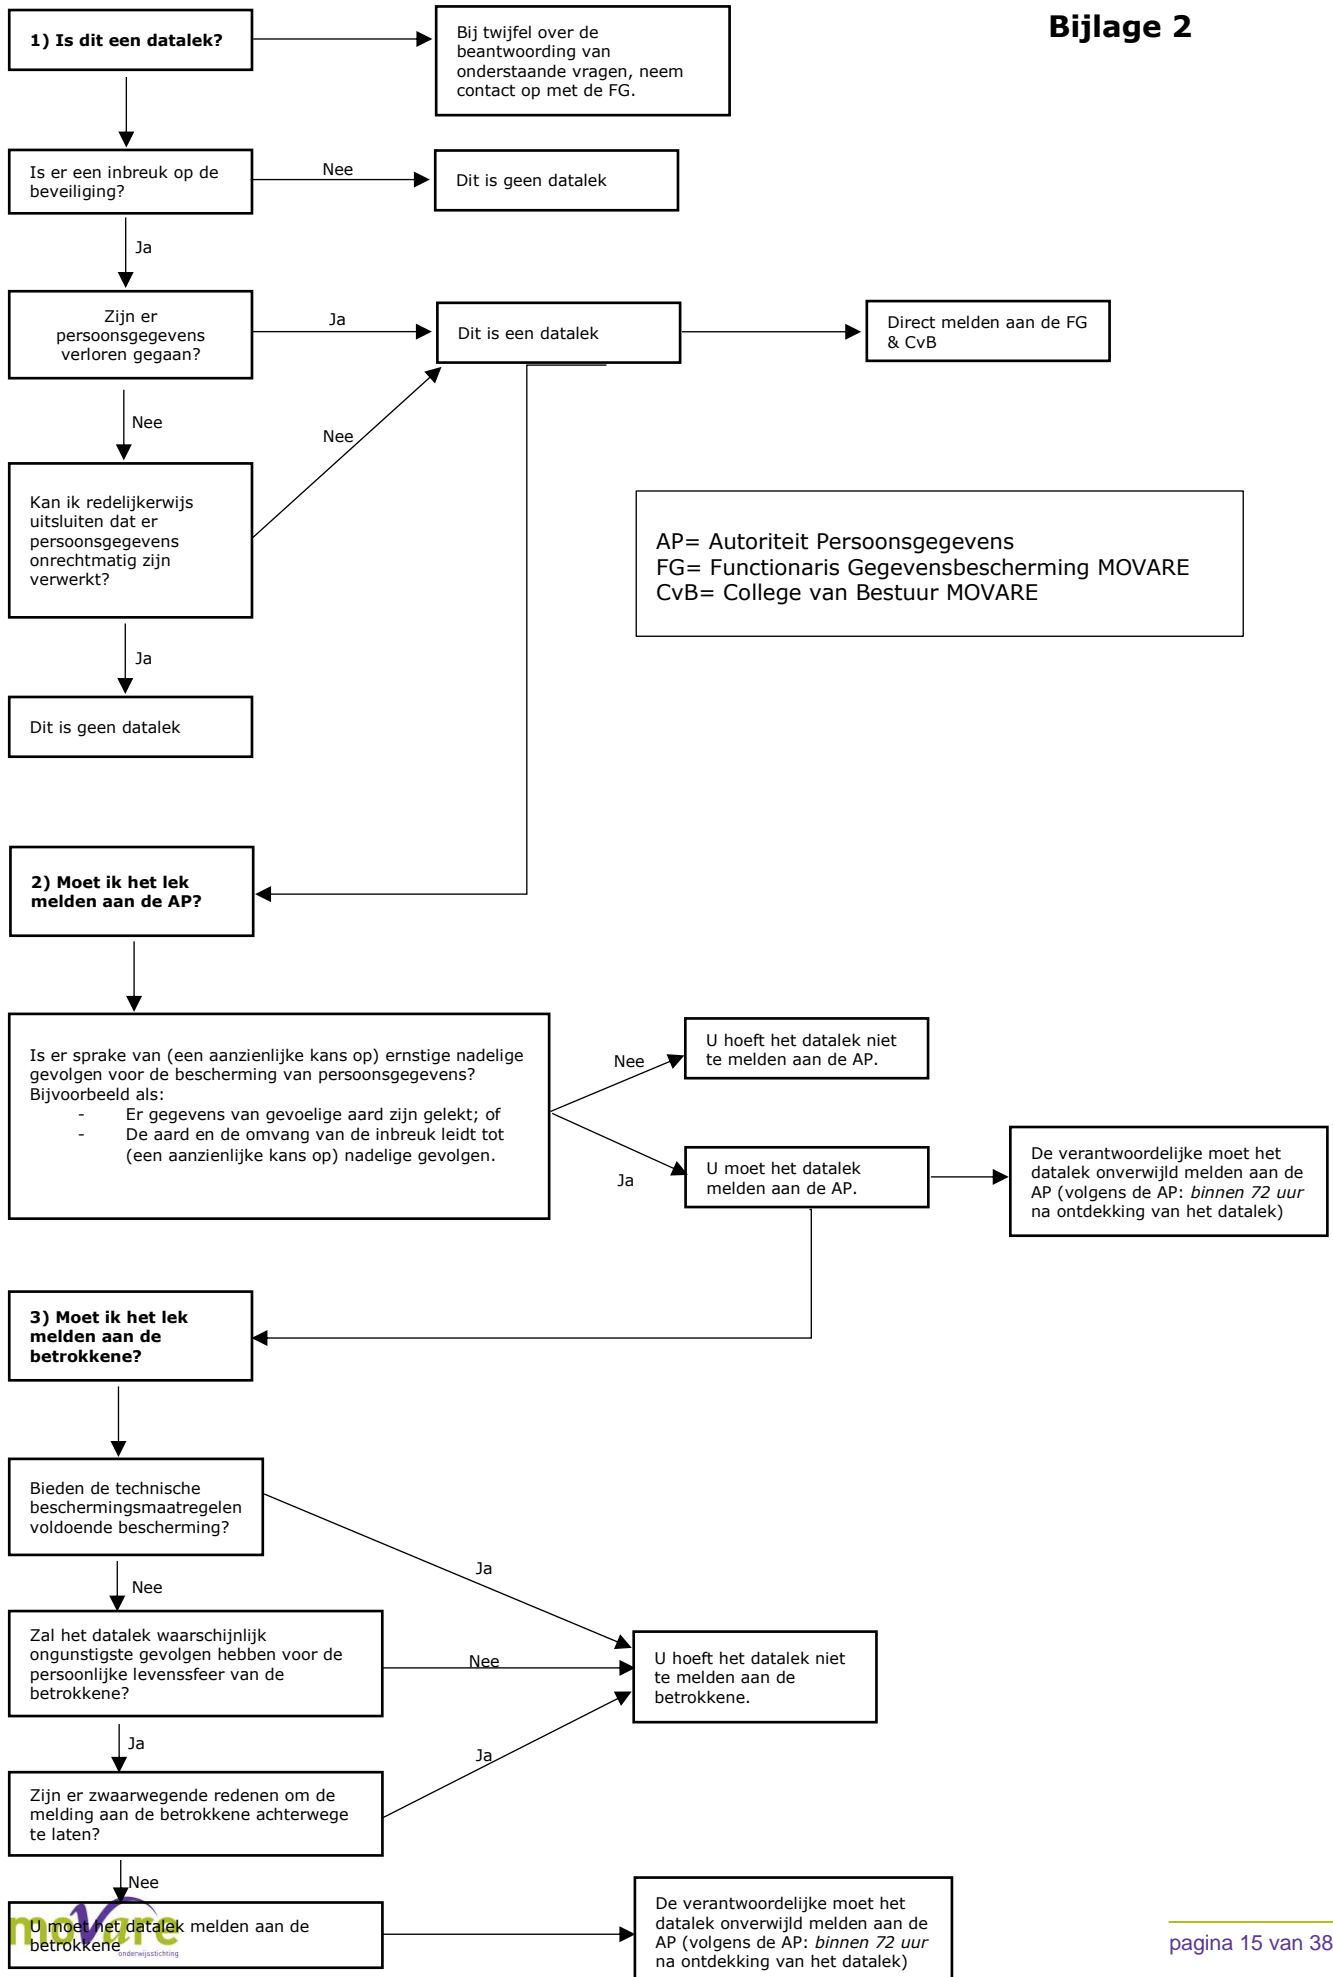 Bijlage 2
1) Is dit een datalek?
Bij twijfel over de
beantwoording van
onderstaande vragen, neem
contact op met de FG.
Is er een inbreuk op de
beveiliging?
Nee
Dit is geen datalek
Ja
Zijn er
persoonsgegevens
verloren gegaan?
Ja
Dit is een datalek
Direct melden aan de FG
& CvB
Nee
Nee
Kan ik redelijkerwijs
uitsluiten dat er
persoonsgegevens
onrechtmatig zijn
verwerkt?
AP= Autoriteit Persoonsgegevens
FG= Functionaris Gegevensbescherming MOVARE
CvB= College van Bestuur MOVARE
Ja
Dit is geen datalek
2) Moet ik het lek
melden aan de AP?
Is er sprake van (een aanzienlijke kans op) ernstige nadelige
gevolgen voor de bescherming van persoonsgegevens?
Bijvoorbeeld als:
- Er gegevens van gevoelige aard zijn gelekt; of
- De aard en de omvang van de inbreuk leidt tot
(een aanzienlijke kans op) nadelige gevolgen.
Nee
U hoeft het datalek niet
te melden aan de AP.
Ja
U moet het datalek
melden aan de AP.
De verantwoordelijke moet het
datalek onverwijld melden aan de
AP (volgens de AP: binnen 72 uur
na ontdekking van het datalek)
3) Moet ik het lek
melden aan de
betrokkene?
Bieden de technische
beschermingsmaatregelen
voldoende bescherming?
Ja
Nee
Zal het datalek waarschijnlijk
ongunstigste gevolgen hebben voor de
persoonlijke levenssfeer van de
betrokkene?
Nee
U hoeft het datalek niet
te melden aan de
betrokkene.
Ja
Ja
Zijn er zwaarwegende redenen om de
melding aan de betrokkene achterwege
te laten?
Nee
U moet het datalek melden aan de
betrokkene
De verantwoordelijke moet het
datalek onverwijld melden aan de
AP (volgens de AP: binnen 72 uur
na ontdekking van het datalek)
movare
onderwijsstichting
pagina 15 van 38